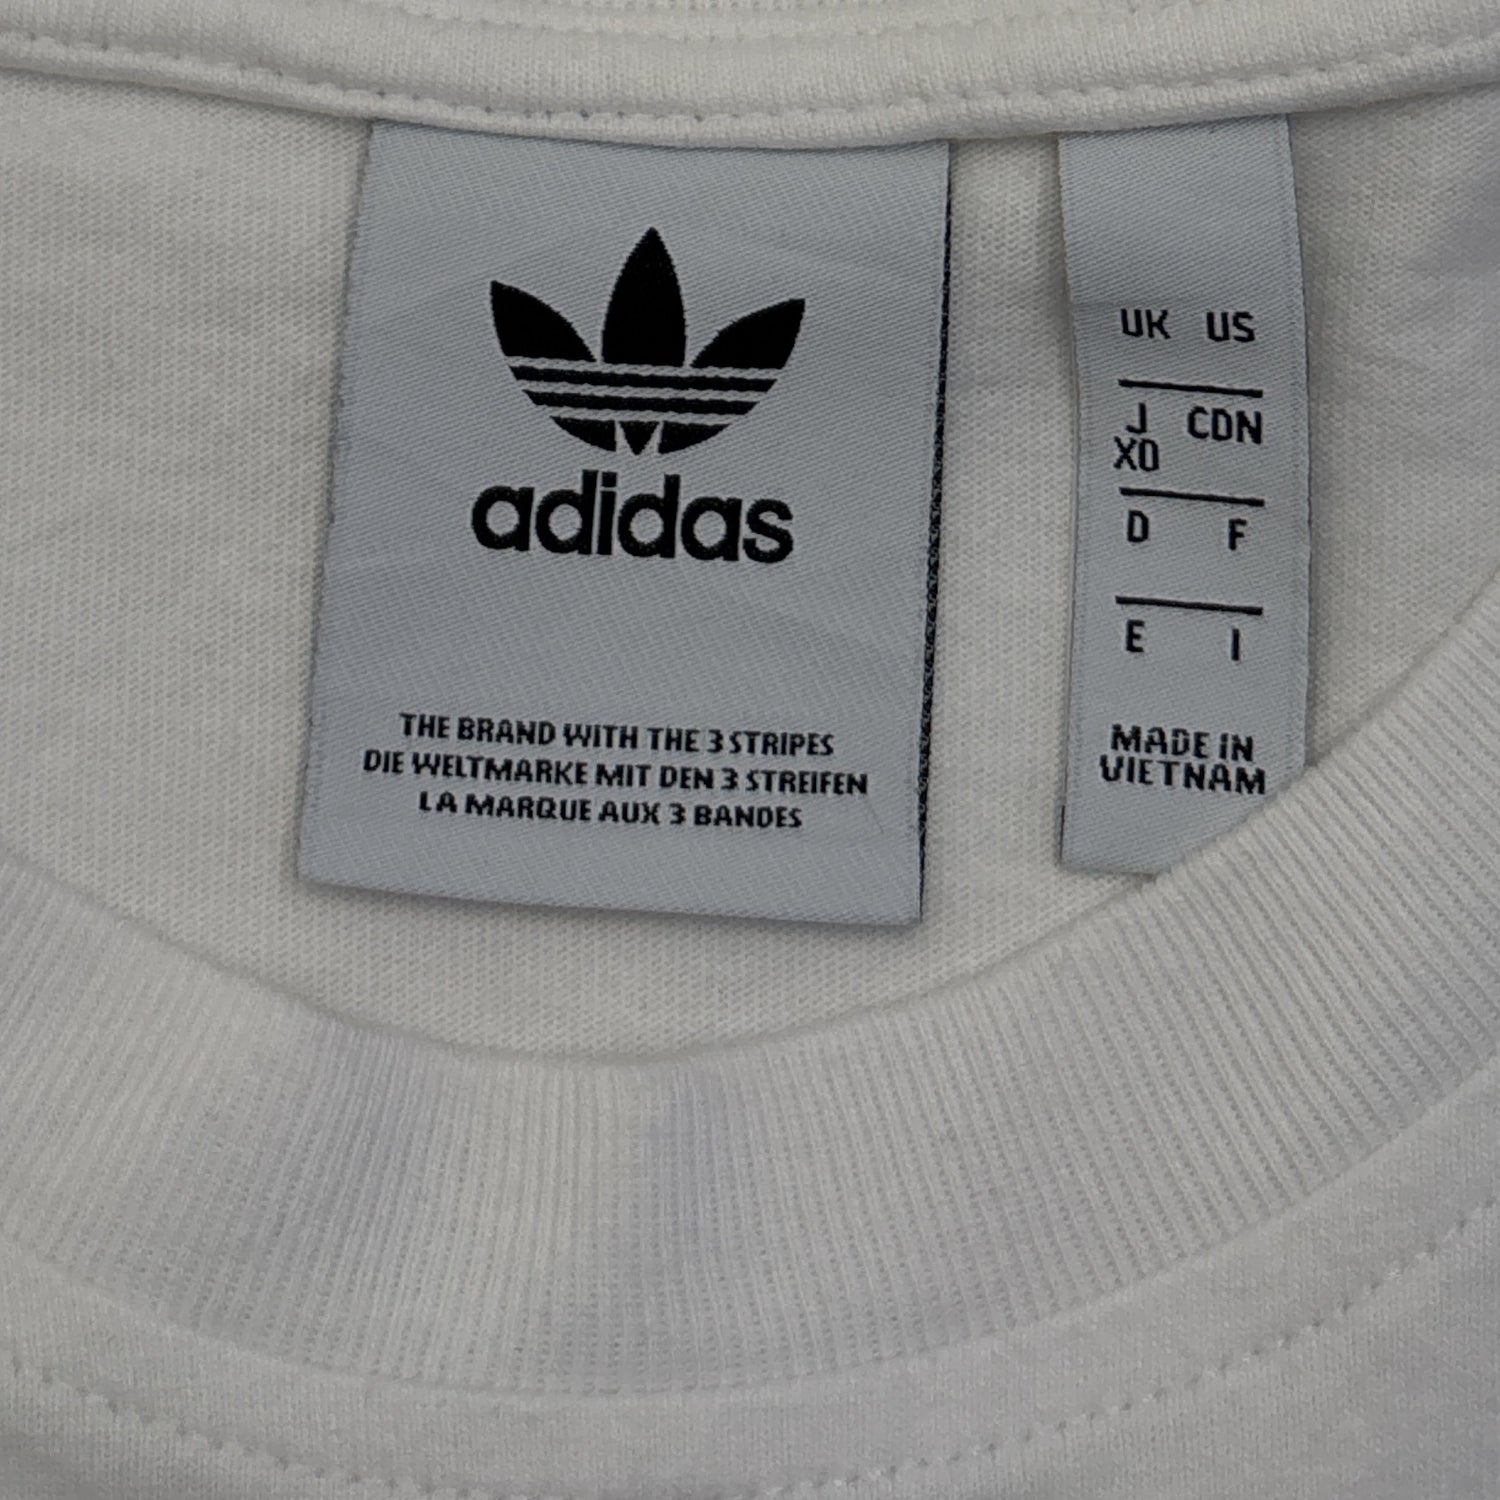 adidas
THE BRAND WITH THE 3 STRIPES
DIE WELTMARKE MIT DEN 3 STREIFEN
LA MARQUE AUX 3 BANDES
UK US
J CDN
XO
D F
E I
MADE IN
VIETNAM